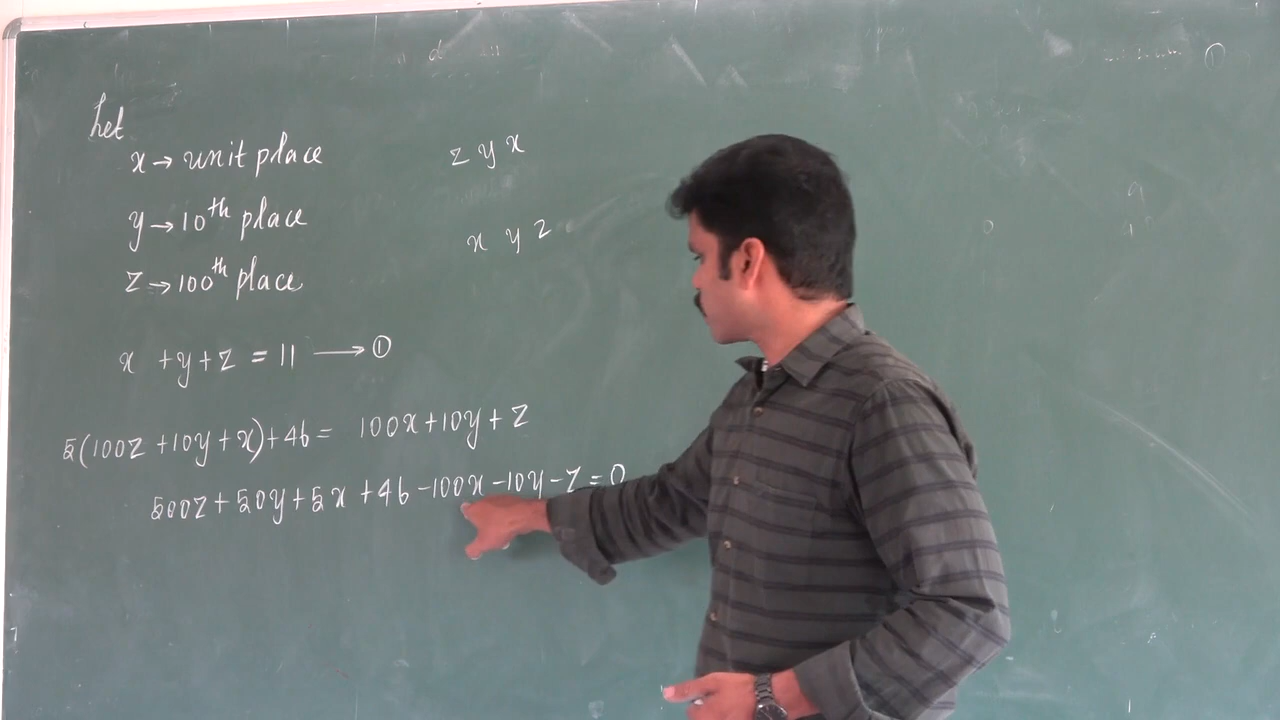 Let
x → unit place
z y x
y → 10th place
x y z
z → 100th place
x + y + z = 11 ⟶ ①
5(100z + 10y + x) + 46 = 100x + 10y + z
500z + 50y + 5x + 46 - 100x - 10y - z = 0